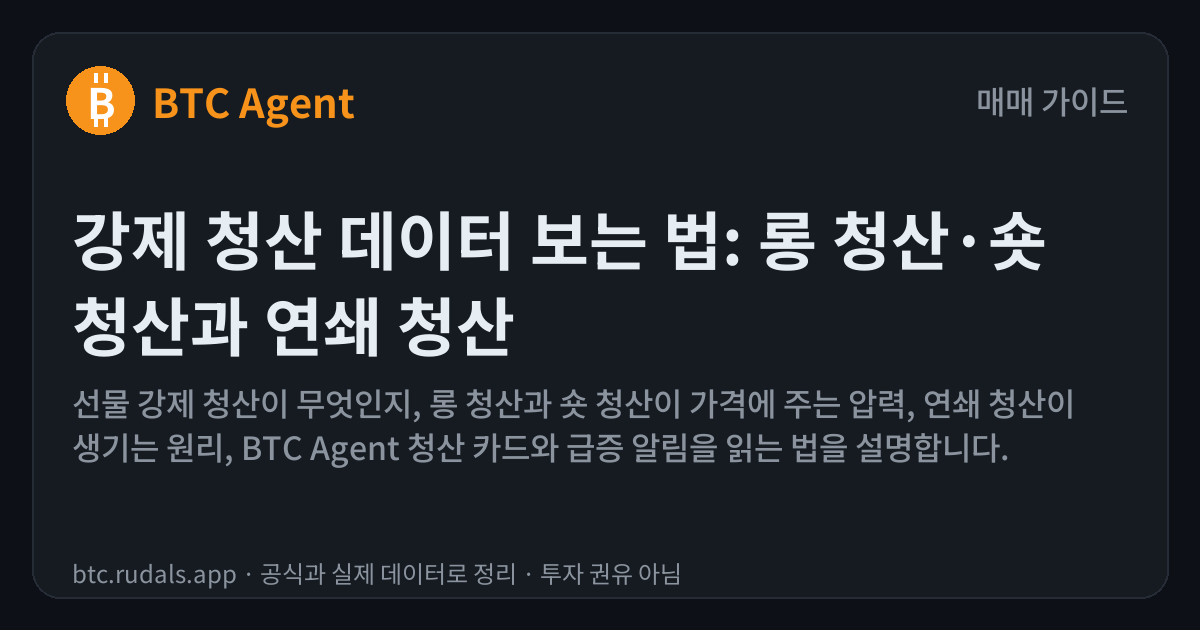 BTC Agent
매매 가이드
강제 청산 데이터 보는 법: 롱 청산·숏
청산과 연쇄 청산
선물 강제 청산이 무엇인지, 롱 청산과 숏 청산이 가격에 주는 압력, 연쇄 청산이
생기는 원리, BTC Agent 청산 카드와 급증 알림을 읽는 법을 설명합니다.
btc.rudals.app · 공식과 실제 데이터로 정리 · 투자 권유 아님